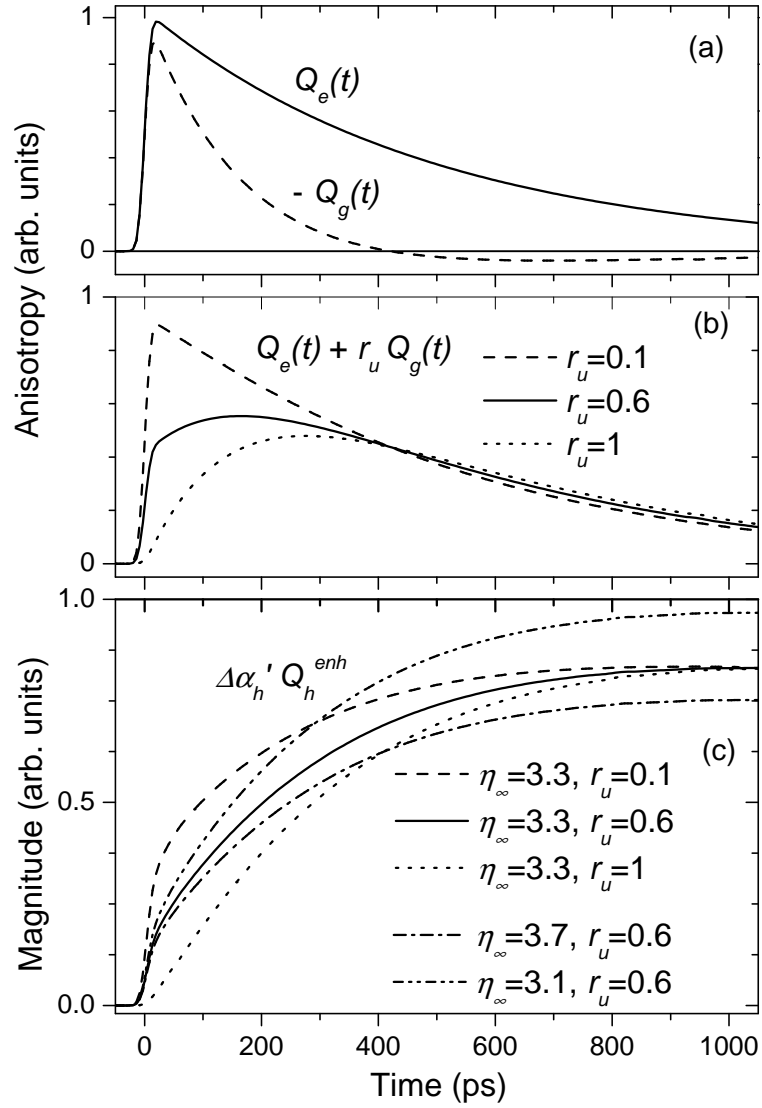 1
(a)
Q_e(t)
- Q_g(t)
0
Anisotropy (arb. units)
1
(b)
Q_e(t) + r_u Q_g(t)
r_u=0.1
r_u=0.6
r_u=1
0
1.0
Δα_h' Q_h^enh
(c)
0.5
Magnitude (arb. units)
η_∞=3.3, r_u=0.1
η_∞=3.3, r_u=0.6
η_∞=3.3, r_u=1
η_∞=3.7, r_u=0.6
η_∞=3.1, r_u=0.6
0.0
0 200 400 600 800 1000
Time (ps)